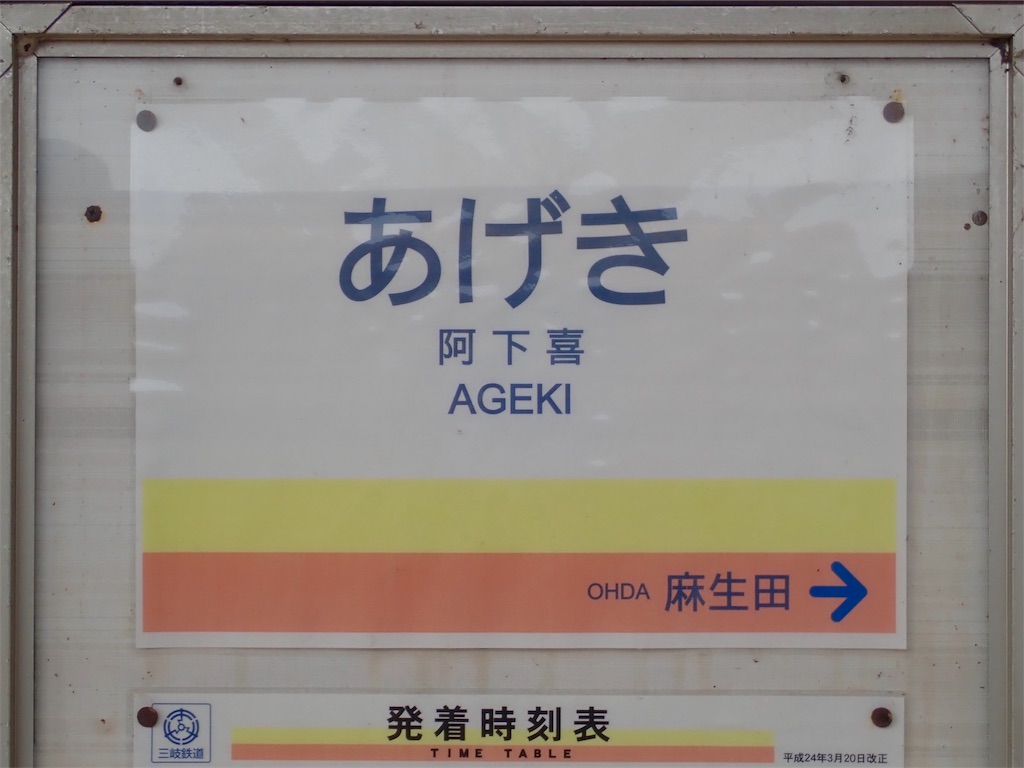 あげき
阿下喜
AGEKI
OHDA 麻生田
発着時刻表
TIME TABLE
三岐鉄道
平成24年3月20日改正